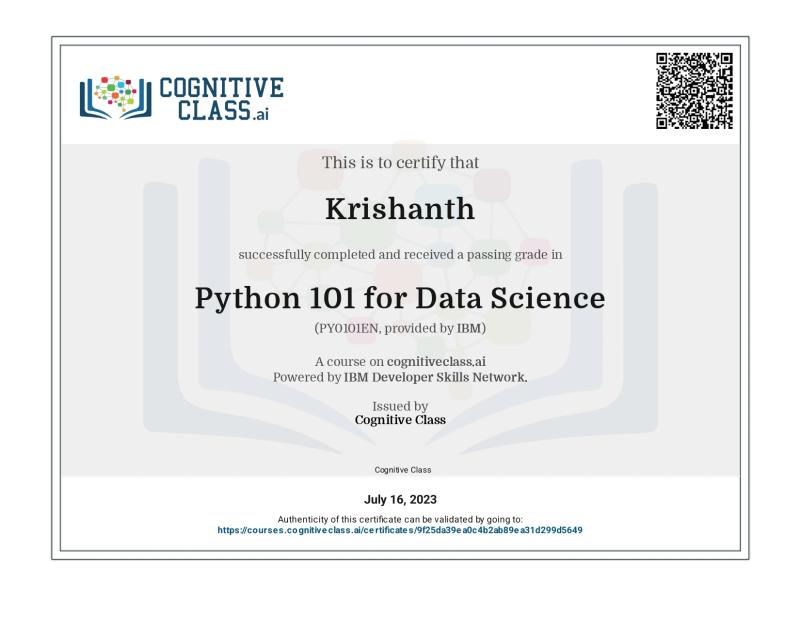 COGNITIVE
CLASS.ai
This is to certify that
Krishanth
successfully completed and received a passing grade in
Python 101 for Data Science
(PY0101EN, provided by IBM)
A course on cognitiveclass.ai
Powered by IBM Developer Skills Network.
Issued by
Cognitive Class
Cognitive Class
July 16, 2023
Authenticity of this certificate can be validated by going to:
https://courses.cognitiveclass.ai/certificates/9f25da39ea0c4b2ab89ea31d299d5649